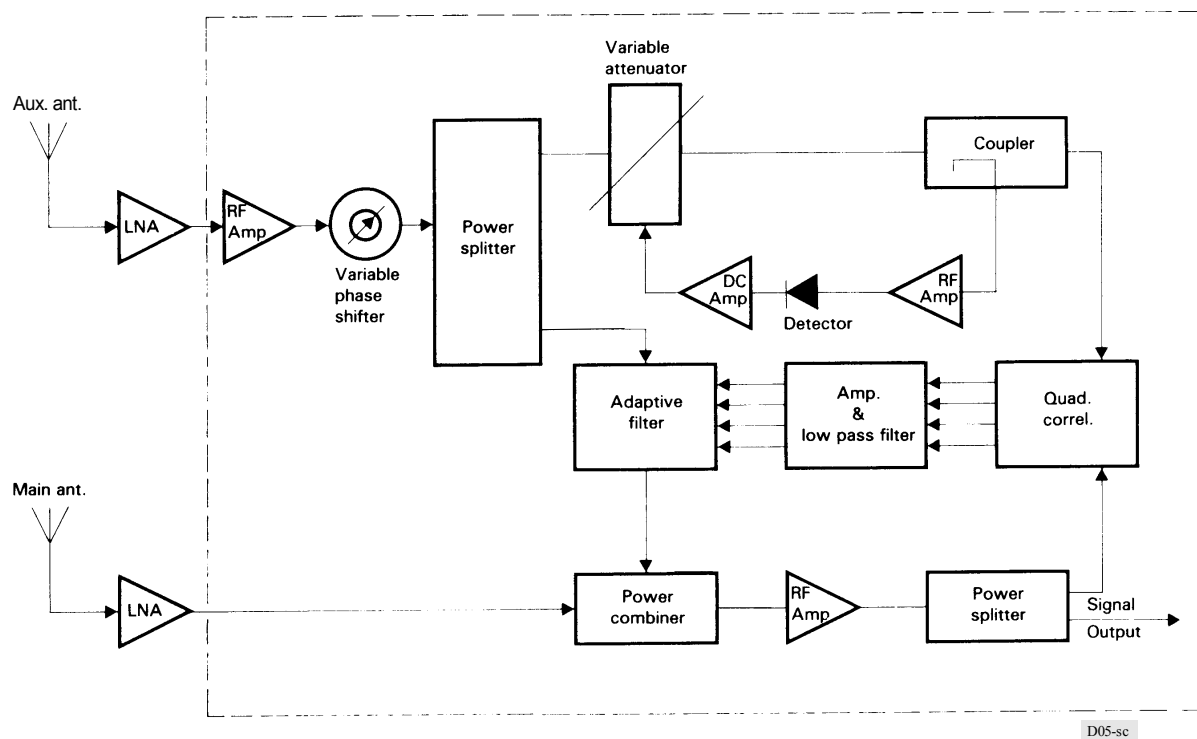 Variable
attenuator
Aux. ant.
Coupler
LNA
RF
Amp
Power
splitter
Variable
phase
shifter
DC
Amp
Detector
RF
Amp
Adaptive
filter
Amp.
&
low pass filter
Quad.
correl.
Main ant.
LNA
Power
combiner
RF
Amp
Power
splitter
Signal
Output
D05-sc